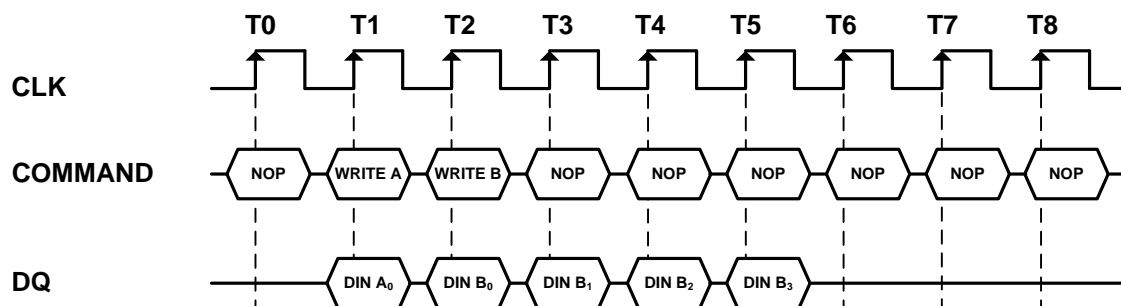 T0 T1 T2 T3 T4 T5 T6 T7 T8
CLK
COMMAND NOP WRITE A WRITE B NOP NOP NOP NOP NOP NOP
DQ DIN A₀ DIN B₀ DIN B₁ DIN B₂ DIN B₃